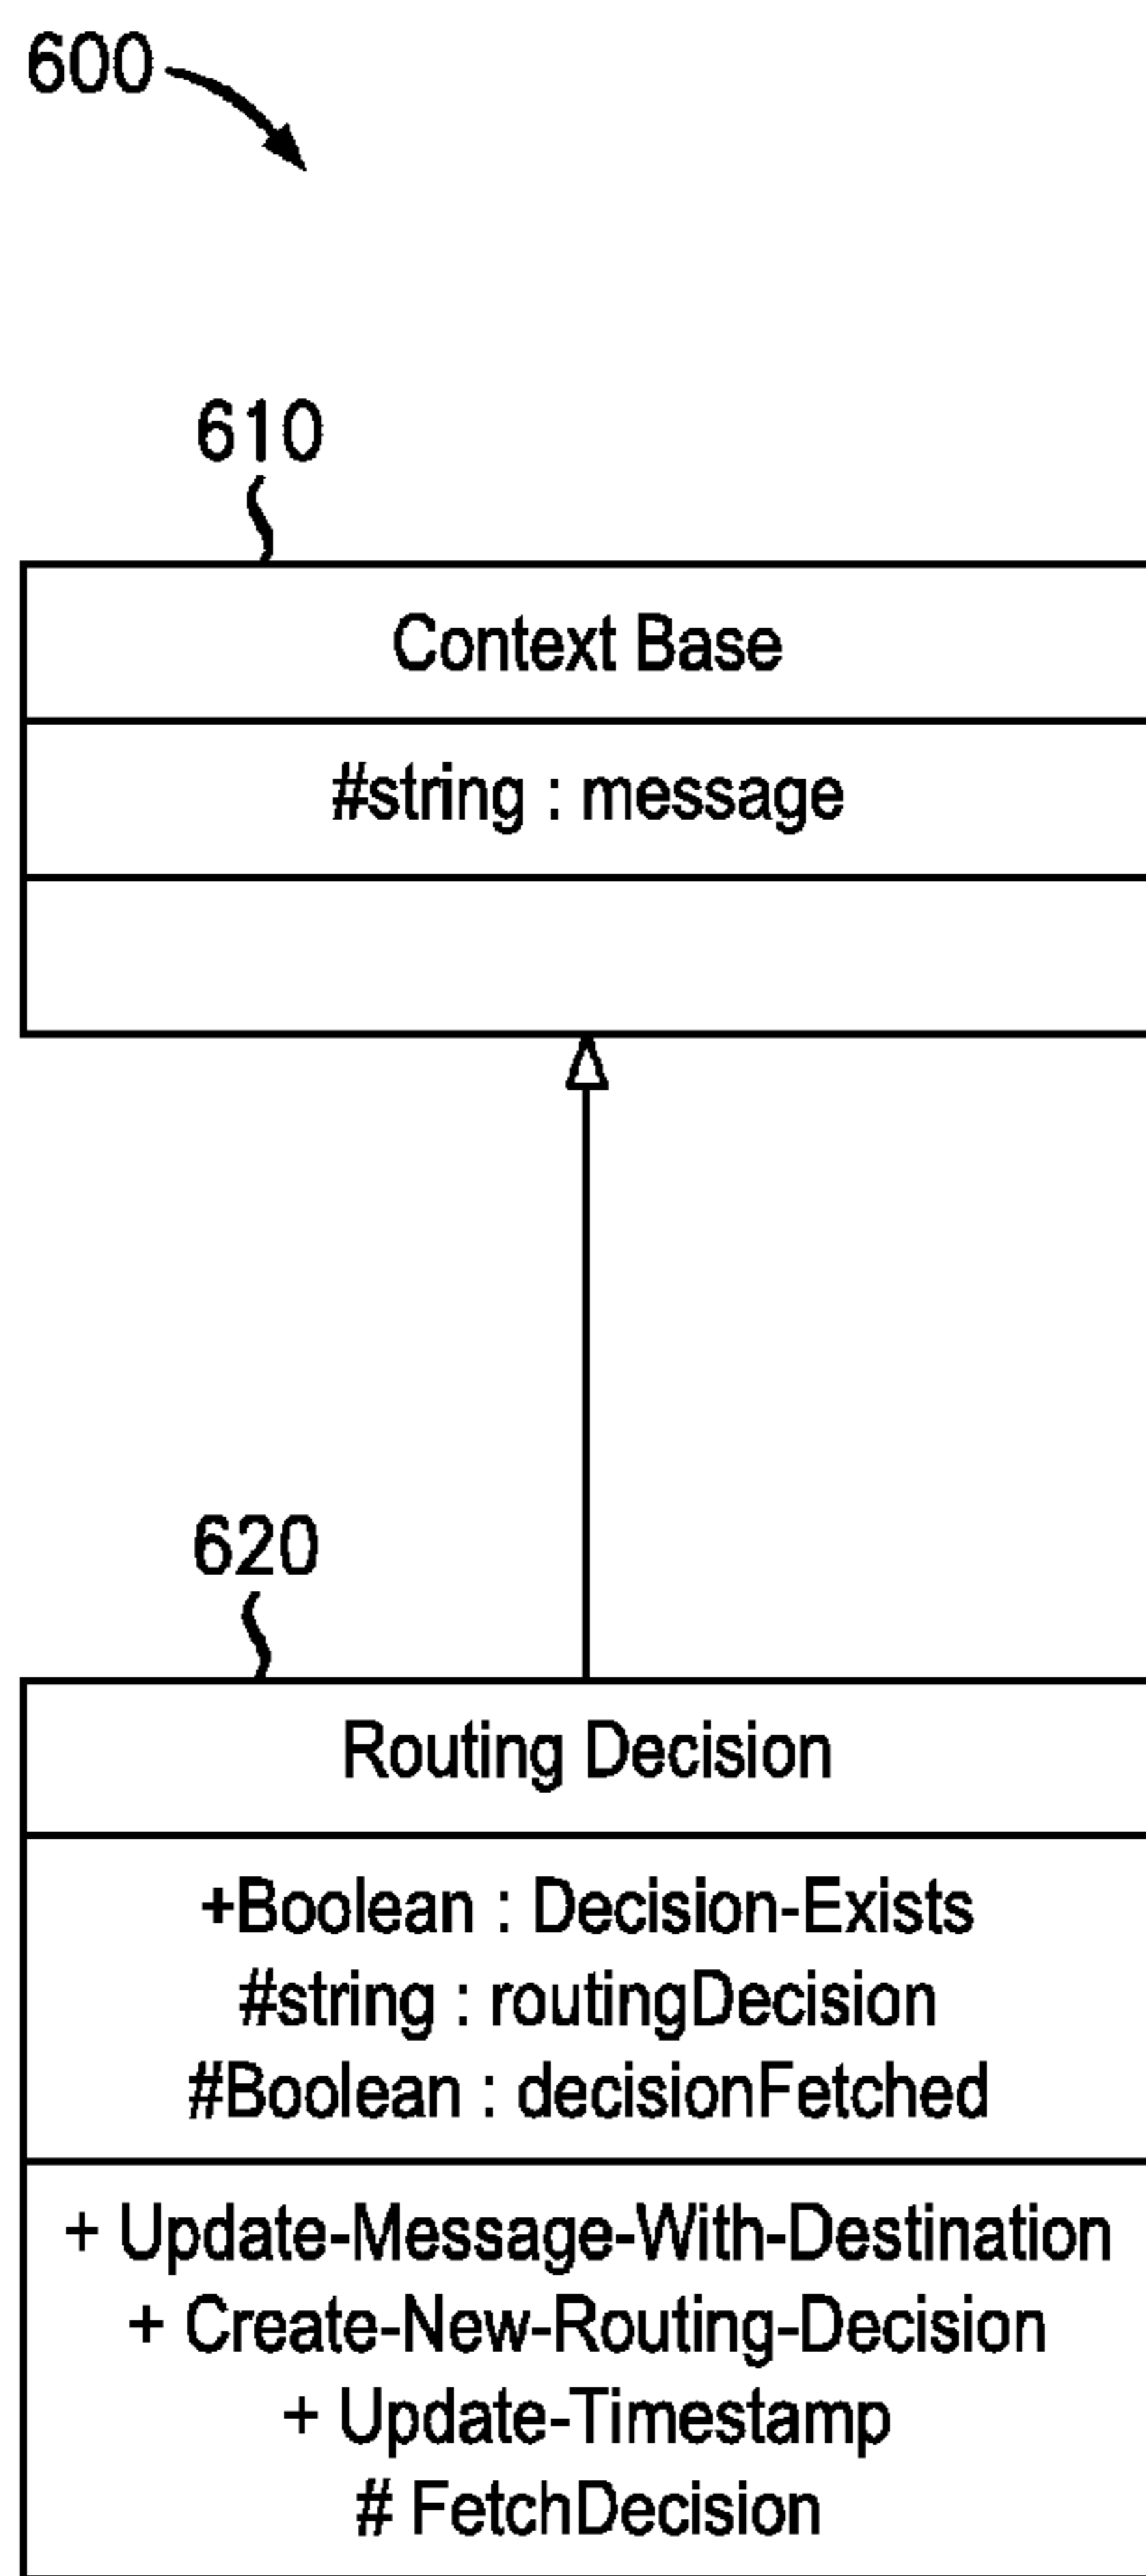 600
610
Context Base
#string : message
620
Routing Decision
+Boolean : Decision-Exists
#string : routingDecision
#Boolean : decisionFetched
+ Update-Message-With-Destination
+ Create-New-Routing-Decision
+ Update-Timestamp
# FetchDecision